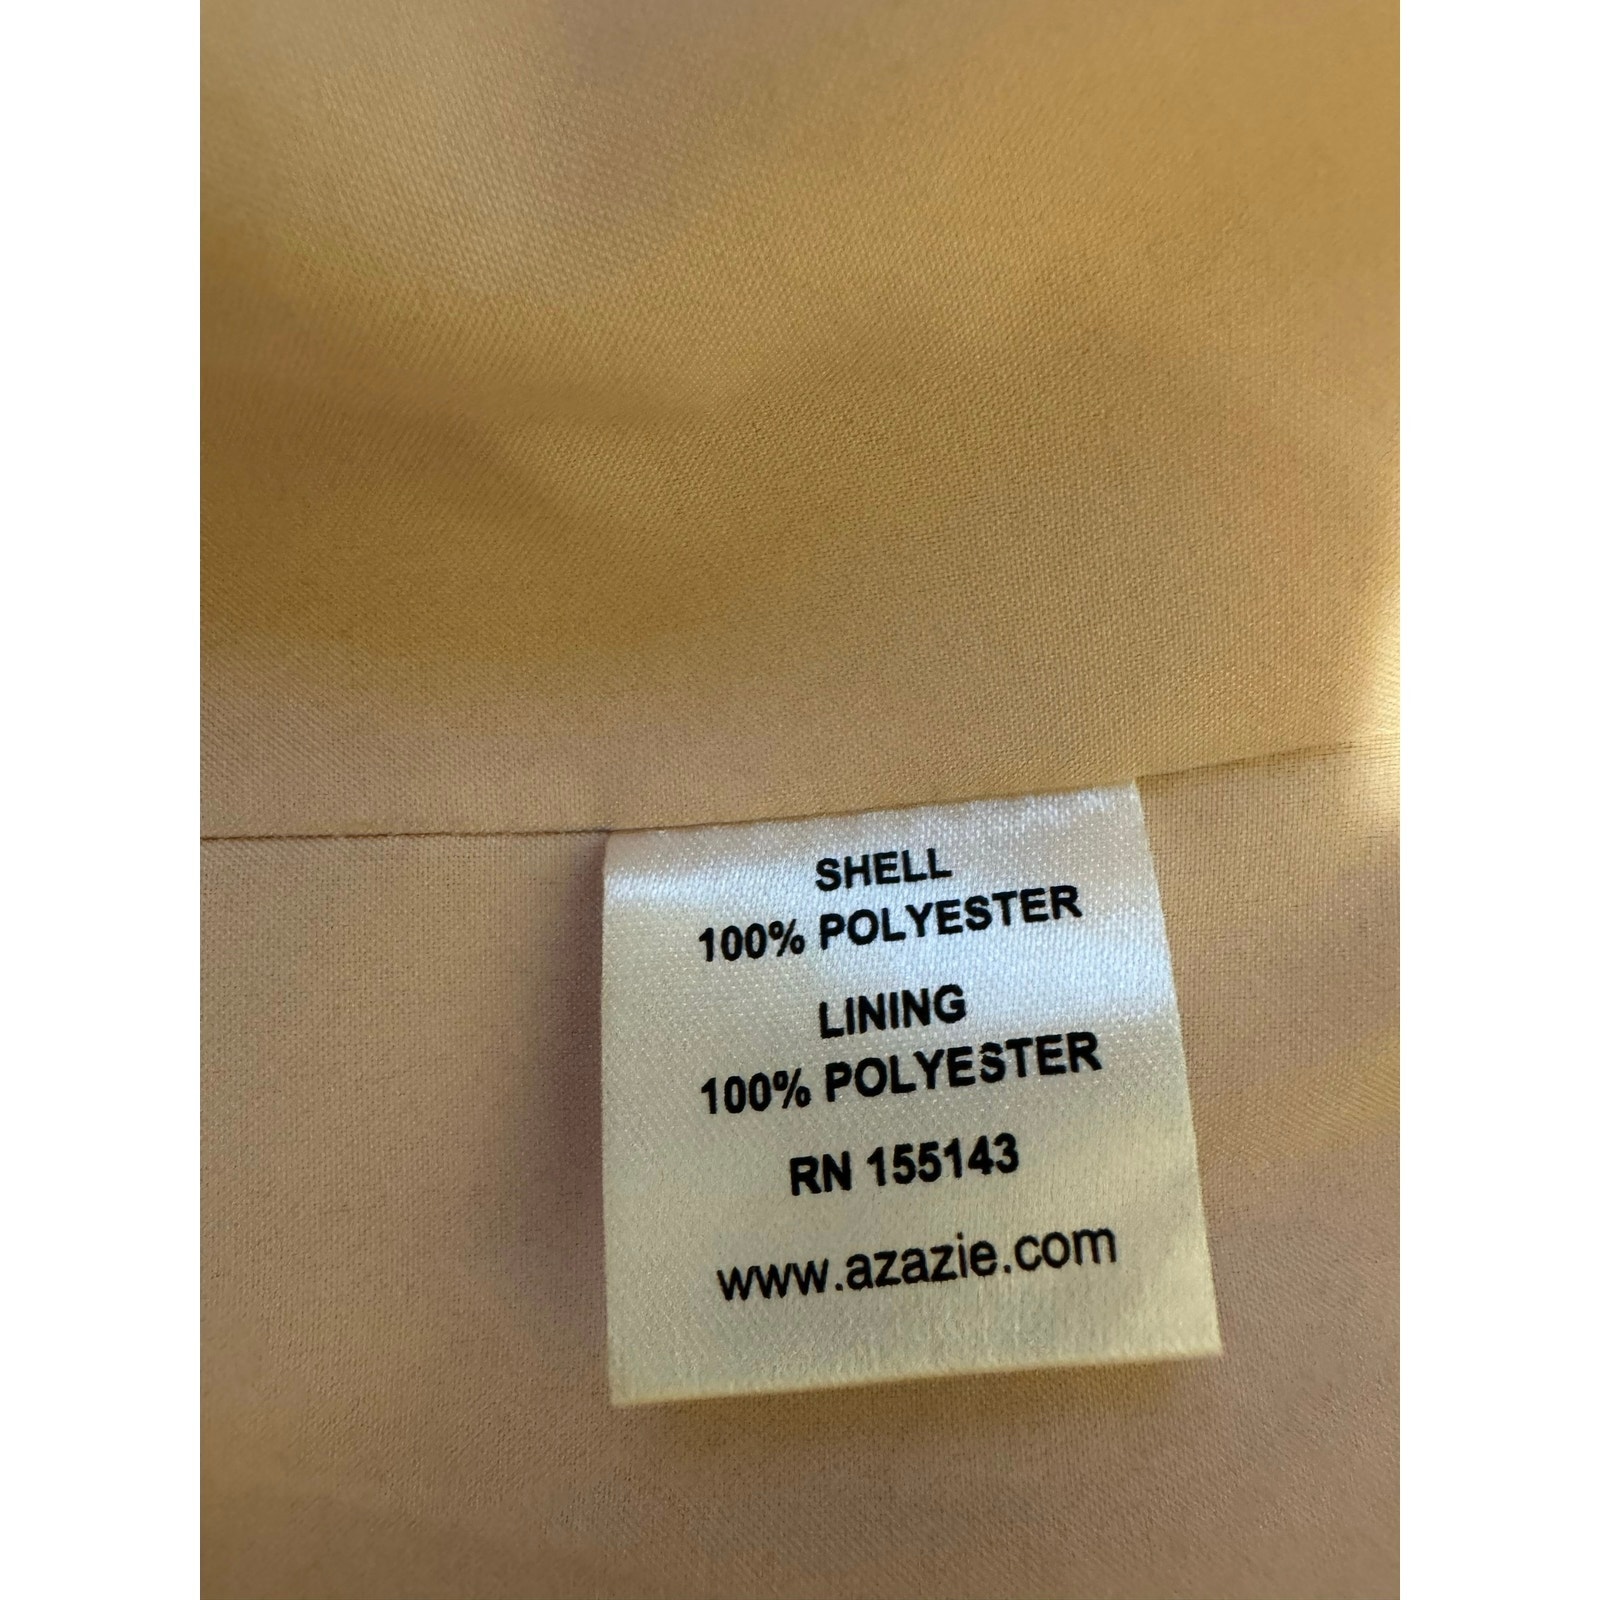 SHELL
100% POLYESTER
LINING
100% POLYESTER
RN 155143
www.azazie.com